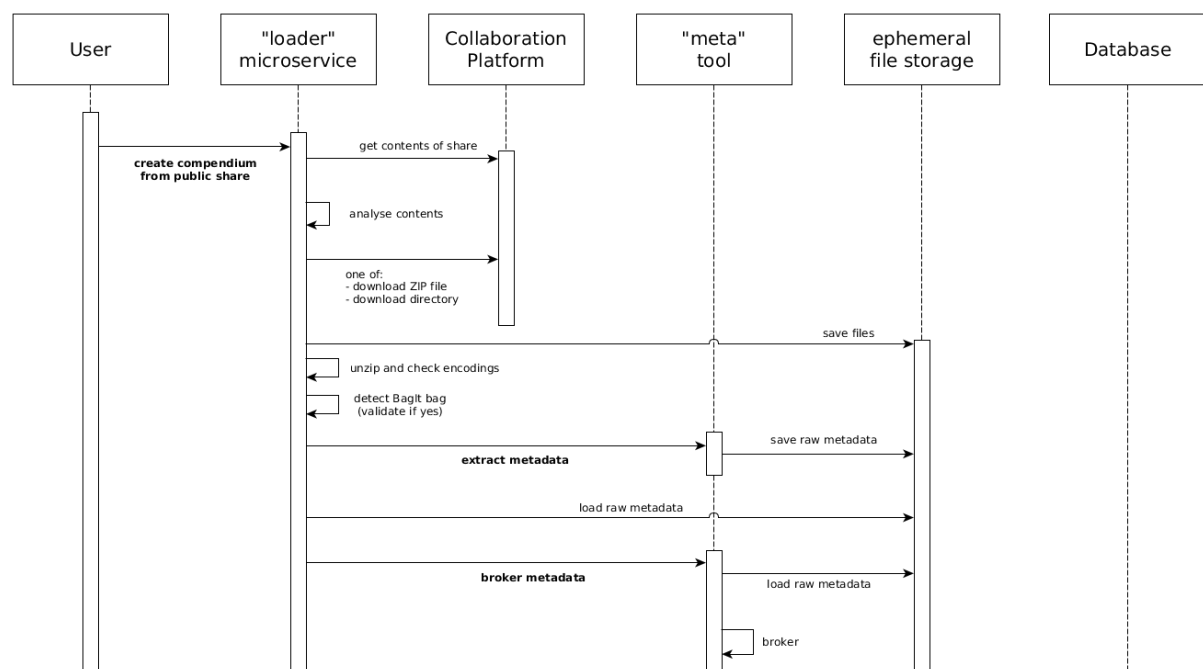 User
"loader"
microservice
Collaboration
Platform
"meta"
tool
ephemeral
file storage
Database
create compendium
from public share
get contents of share
analyse contents
one of:
- download ZIP file
- download directory
save files
unzip and check encodings
detect BagIt bag
(validate if yes)
extract metadata
save raw metadata
load raw metadata
broker metadata
load raw metadata
broker